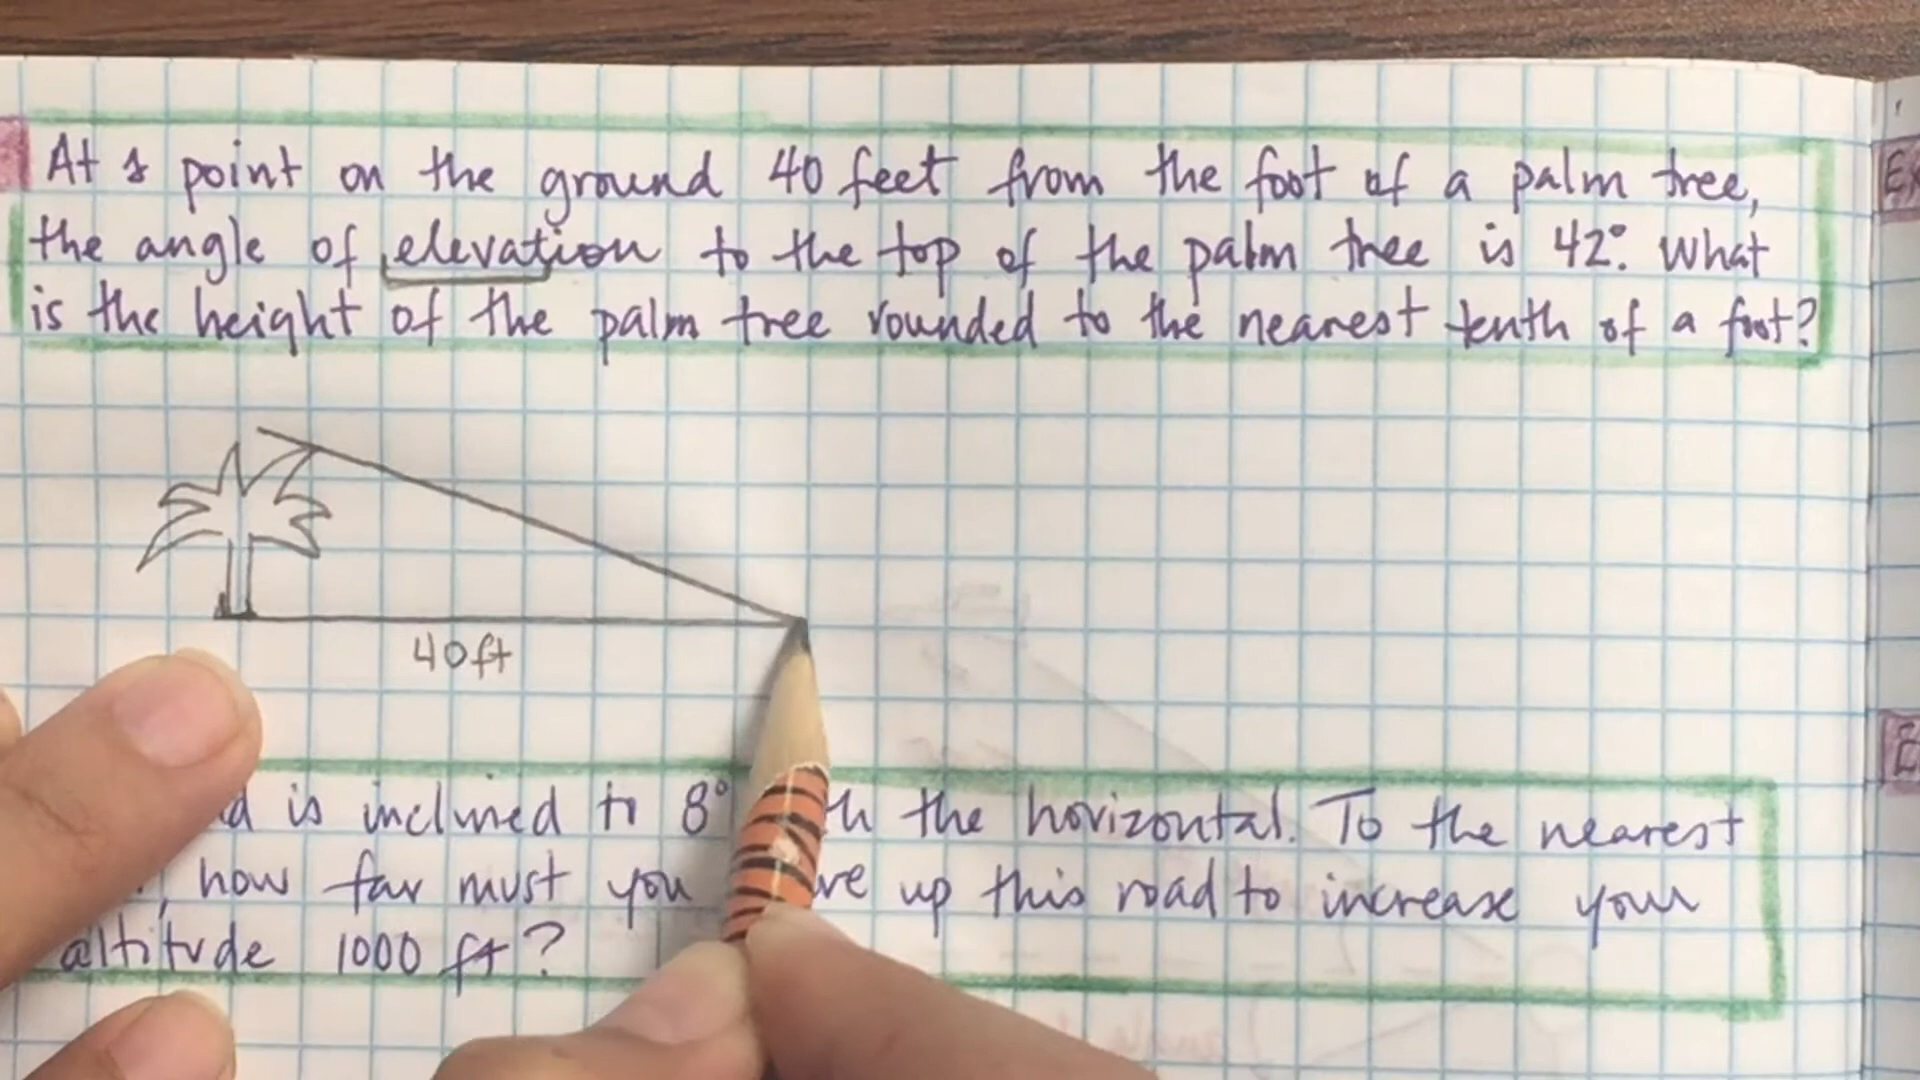 At a point on the ground 40 feet from the foot of a palm tree,
the angle of elevation to the top of the palm tree is 42°. What
is the height of the palm tree rounded to the nearest tenth of a foot?
40ft
is inclined to 8° the horizontal. To the nearest
how far must you up this road to increase your
altitude 1000 ft?